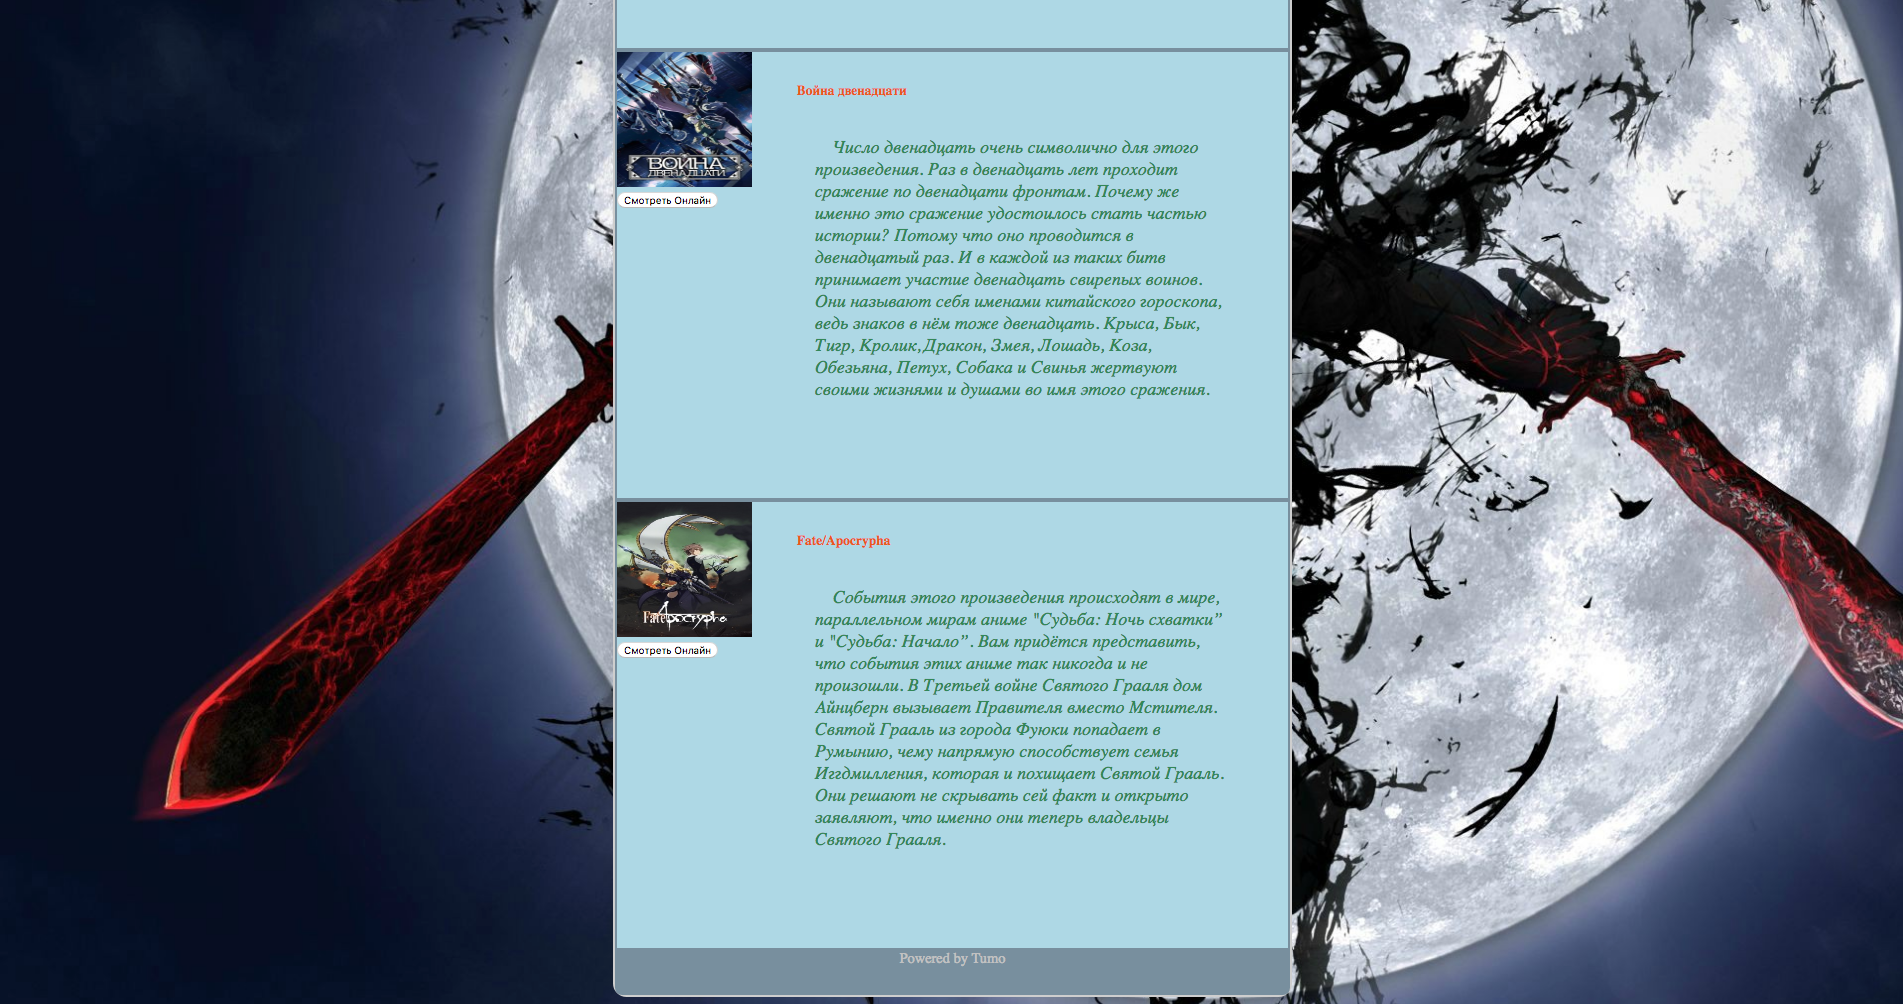 Война двенадцати
ВОЙНА
ДВЕНАДЦАТИ
Смотреть Онлайн
Число двенадцать очень символично для этого
произведения. Раз в двенадцать лет проходит
сражение по двенадцати фронтам. Почему же
именно это сражение удостоилось стать частью
истории? Потому что оно проводится в
двенадцатый раз. И в каждой из таких битв
принимает участие двенадцать свирепых воинов.
Они называют себя именами китайского гороскопа,
ведь знаков в нём тоже двенадцать. Крыса, Бык,
Тигр, Кролик, Дракон, Змея, Лошадь, Коза,
Обезьяна, Петух, Собака и Свинья жертвуют
своими жизнями и душами во имя этого сражения.
Fate/Apocrypha
Fate/Apocrypha
Смотреть Онлайн
События этого произведения происходят в мире,
параллельном мирам аниме "Судьба: Ночь схватки”
и "Судьба: Начало”. Вам придётся представить,
что события этих аниме так никогда и не
произошли. В Третьей войне Святого Грааля дом
Айнцберн вызывает Правителя вместо Мстителя.
Святой Грааль из города Фуюки попадает в
Румынию, чему напрямую способствует семья
Иггдмилления, которая и похищает Святой Грааль.
Они решают не скрывать сей факт и открыто
заявляют, что именно они теперь владельцы
Святого Грааля.
Powered by Tumo